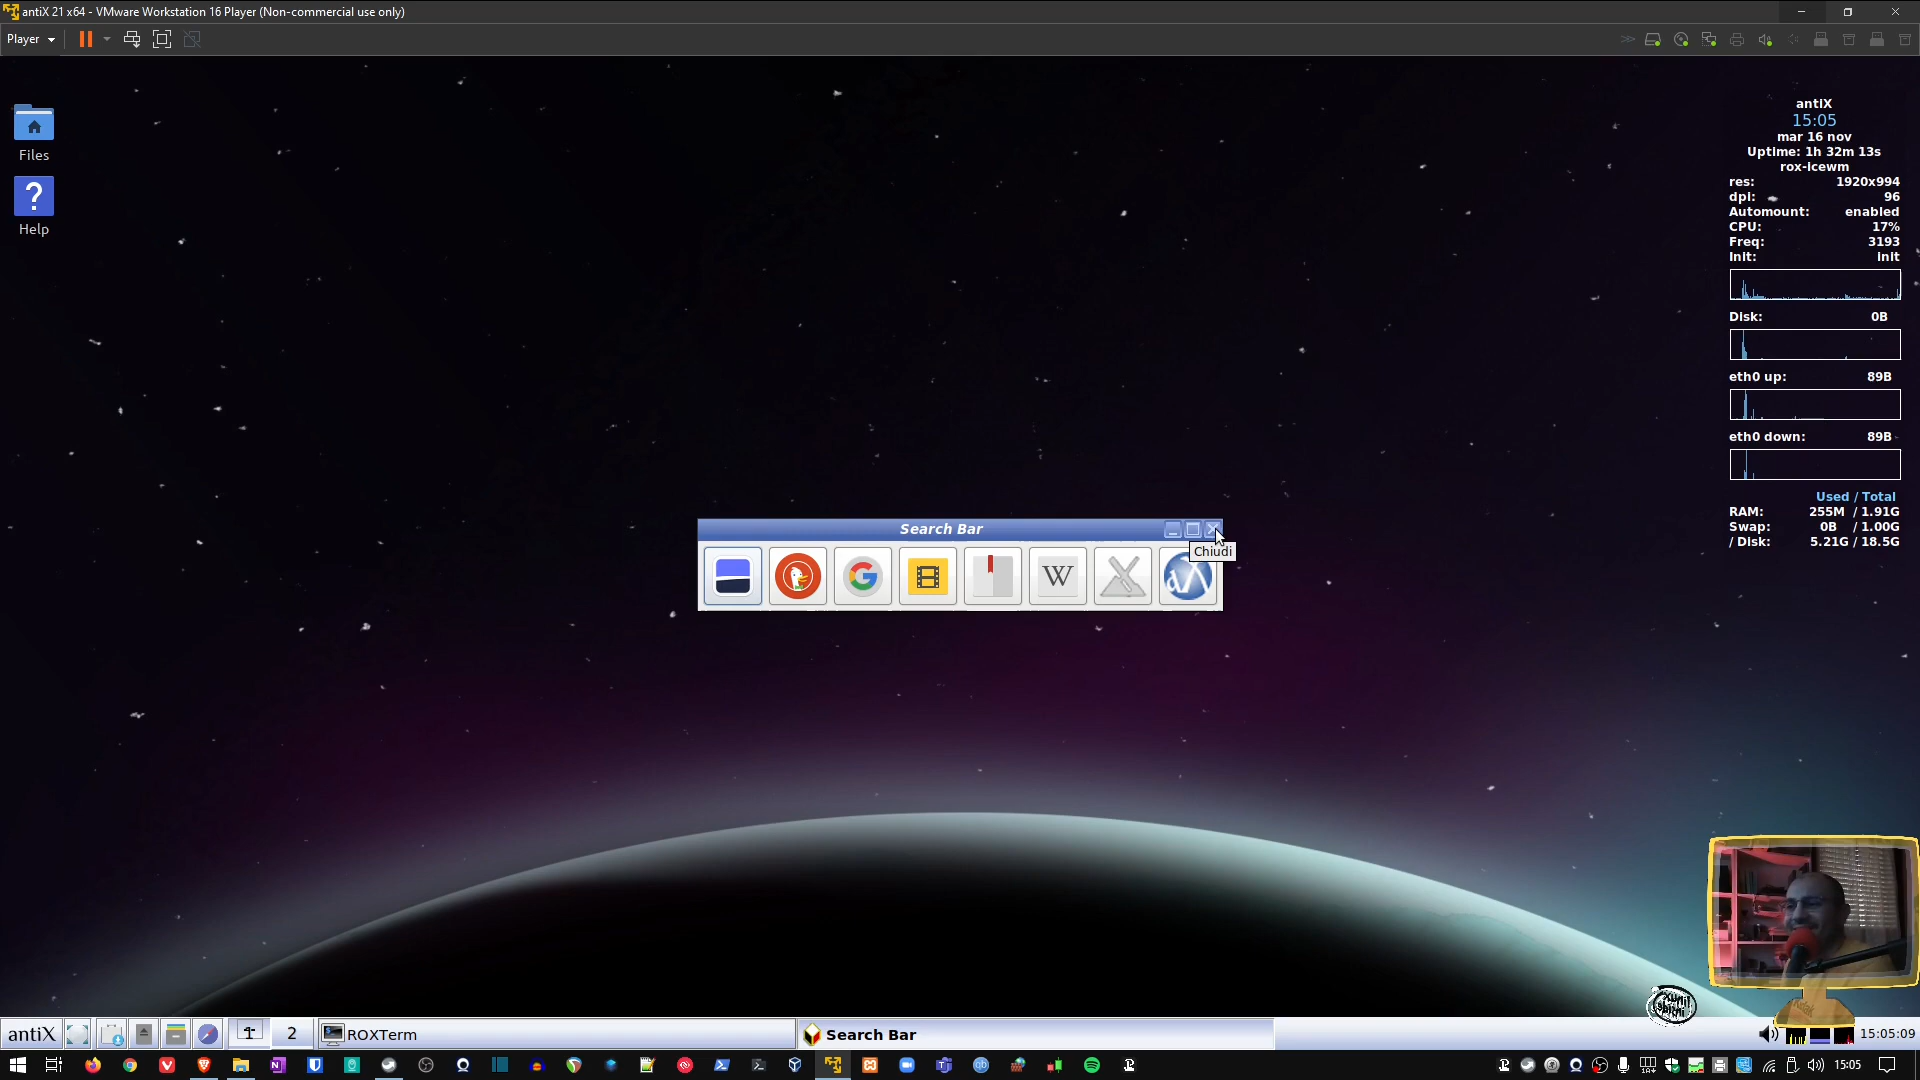 antiX 21 x64 - VMware Workstation 16 Player (Non-commercial use only)
Player
Files
?
Help
antiX
15:05
mar 16 nov
Uptime: 1h 32m 13s
rox-icewm
res: 1920x994
dpi: 96
Automount: enabled
CPU: 17%
Freq: 3193
Init: init
Disk: 0B
eth0 up: 89B
eth0 down: 89B
Used / Total
RAM: 255M / 1.91G
Swap: 0B / 1.00G
/ Disk: 5.21G / 18.5G
Search Bar
Chiudi
G
W
antiX
1
2
ROXTerm
Search Bar
15:05:09
15:05